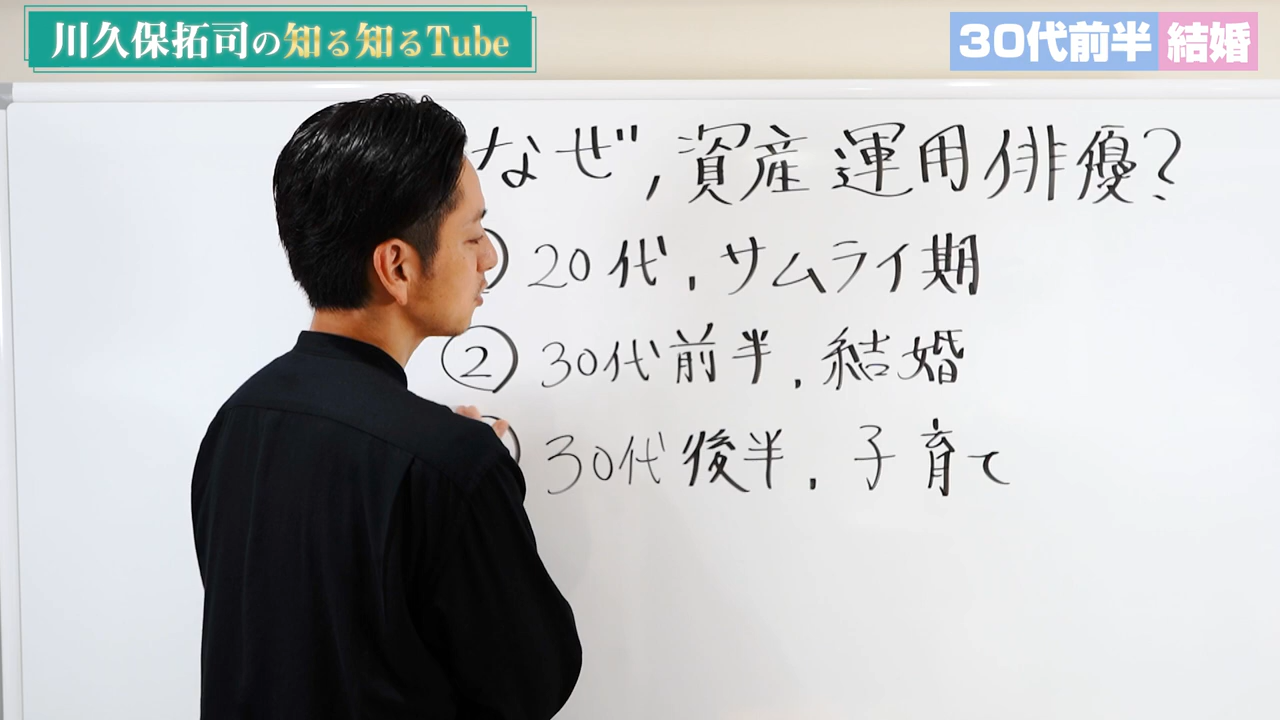 川久保拓司の知る知るTube
30代前半 結婚
なぜ,資産運用俳優?
20代,サムライ期
② 30代前半,結婚
30代後半,子育て